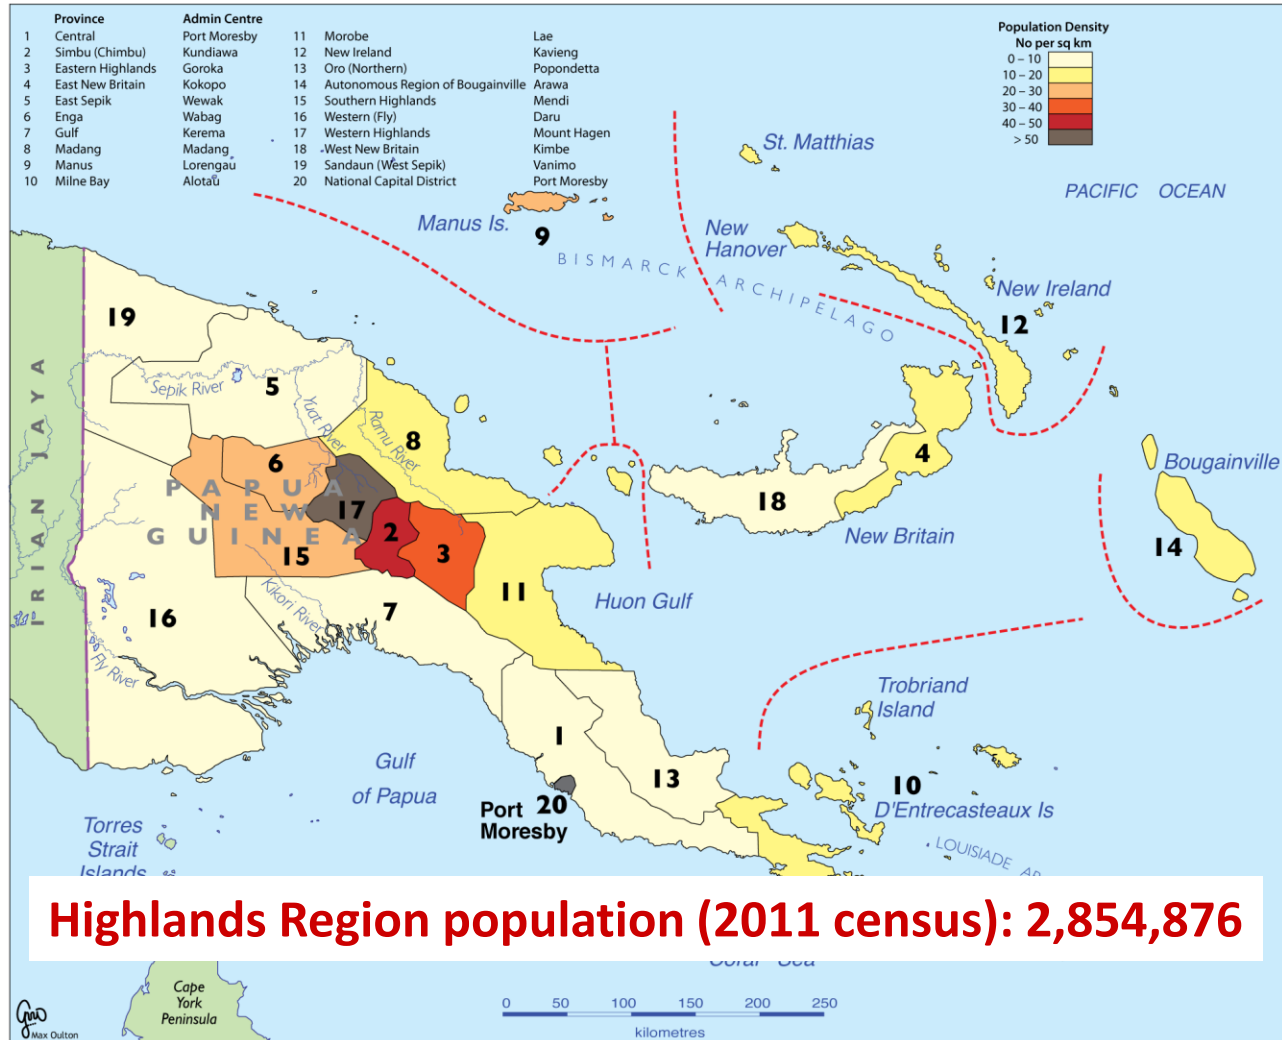 Province Admin Centre
1 Central Port Moresby 11 Morobe Lae
2 Simbu (Chimbu) Kundiawa 12 New Ireland Kavieng
3 Eastern Highlands Goroka 13 Oro (Northern) Popondetta
4 East New Britain Kokopo 14 Autonomous Region of Bougainville Arawa
5 East Sepik Wewak 15 Southern Highlands Mendi
6 Enga Wabag 16 Western (Fly) Daru
7 Gulf Kerema 17 Western Highlands Mount Hagen
8 Madang Madang 18 West New Britain Kimbe
9 Manus Lorengau 19 Sandaun (West Sepik) Vanimo
10 Milne Bay Alotau 20 National Capital District Port Moresby
Population Density
No per sq km
0 – 10
10 – 20
20 – 30
30 – 40
40 – 50
> 50
St. Matthias
PACIFIC OCEAN
Manus Is.
9
New
Hanover
BISMARCK ARCHIPELAGO
New Ireland
12
19
IRIAN JAYA
Sepik River
5
Yuat River
Ramu River
8
6
4
Bougainville
PAPUA
NEW
GUINEA
17
2
3
15
18
New Britain
14
11
Huon Gulf
Kikori River
7
16
Fly River
Trobriand
Island
1
13
10
D'Entrecasteaux Is
Gulf
of Papua
Port 20
Moresby
Torres
Strait
Islands
LOUISIADE AR
Highlands Region population (2011 census): 2,854,876
Coral Sea
Cape
York
Peninsula
0 50 100 150 200 250
kilometres
Max Oulton